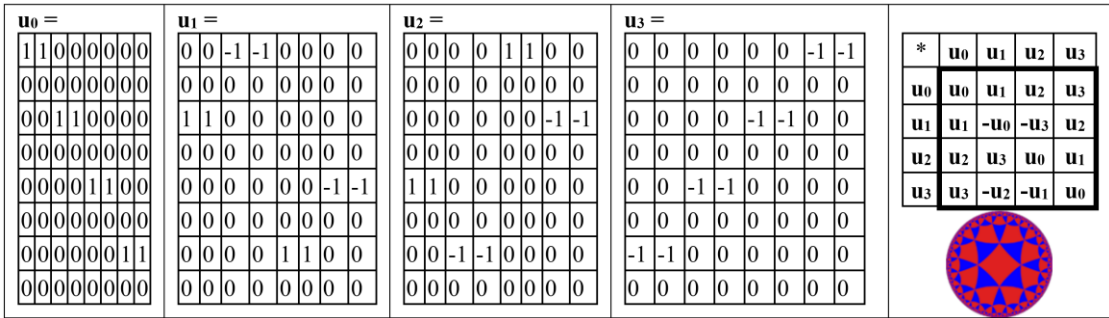 u₀ =
1 1 0 0 0 0 0 0
0 0 0 0 0 0 0 0
0 0 1 1 0 0 0 0
0 0 0 0 0 0 0 0
0 0 0 0 1 1 0 0
0 0 0 0 0 0 0 0
0 0 0 0 0 0 1 1
0 0 0 0 0 0 0 0
u₁ =
0 0 -1 -1 0 0 0 0
0 0 0 0 0 0 0 0
1 1 0 0 0 0 0 0
0 0 0 0 0 0 0 0
0 0 0 0 0 0 -1 -1
0 0 0 0 0 0 0 0
0 0 0 0 1 1 0 0
0 0 0 0 0 0 0 0
u₂ =
0 0 0 0 1 1 0 0
0 0 0 0 0 0 0 0
0 0 0 0 0 0 -1 -1
0 0 0 0 0 0 0 0
1 1 0 0 0 0 0 0
0 0 0 0 0 0 0 0
0 0 -1 -1 0 0 0 0
0 0 0 0 0 0 0 0
u₃ =
0 0 0 0 0 0 -1 -1
0 0 0 0 0 0 0 0
0 0 0 0 -1 -1 0 0
0 0 0 0 0 0 0 0
0 0 -1 -1 0 0 0 0
0 0 0 0 0 0 0 0
-1 -1 0 0 0 0 0 0
0 0 0 0 0 0 0 0
* u₀ u₁ u₂ u₃
u₀ u₀ u₁ u₂ u₃
u₁ u₁ -u₀ -u₃ u₂
u₂ u₂ u₃ u₀ u₁
u₃ u₃ -u₂ -u₁ u₀